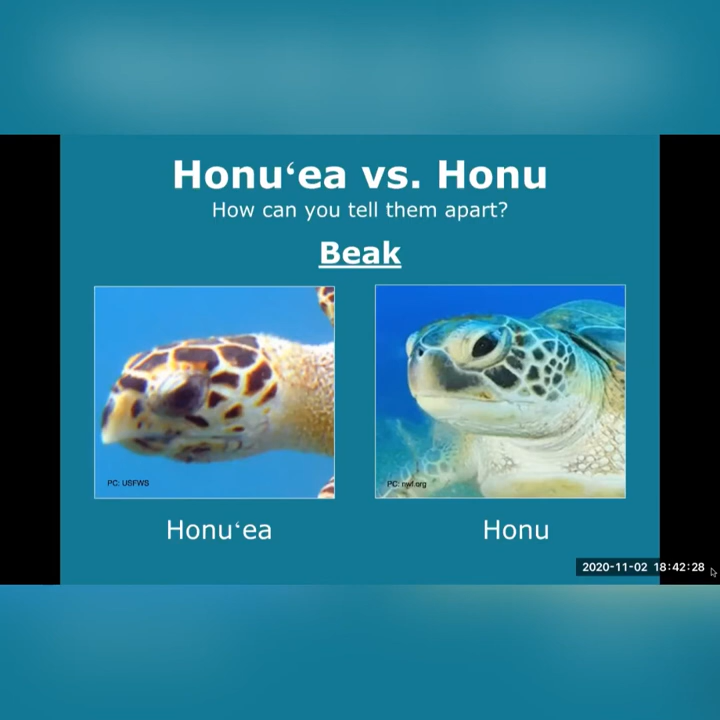 Honuʻea vs. Honu
How can you tell them apart?
Beak
PC: USFWS
PC: nwf.org
Honuʻea
Honu
2020-11-02 18:42:28